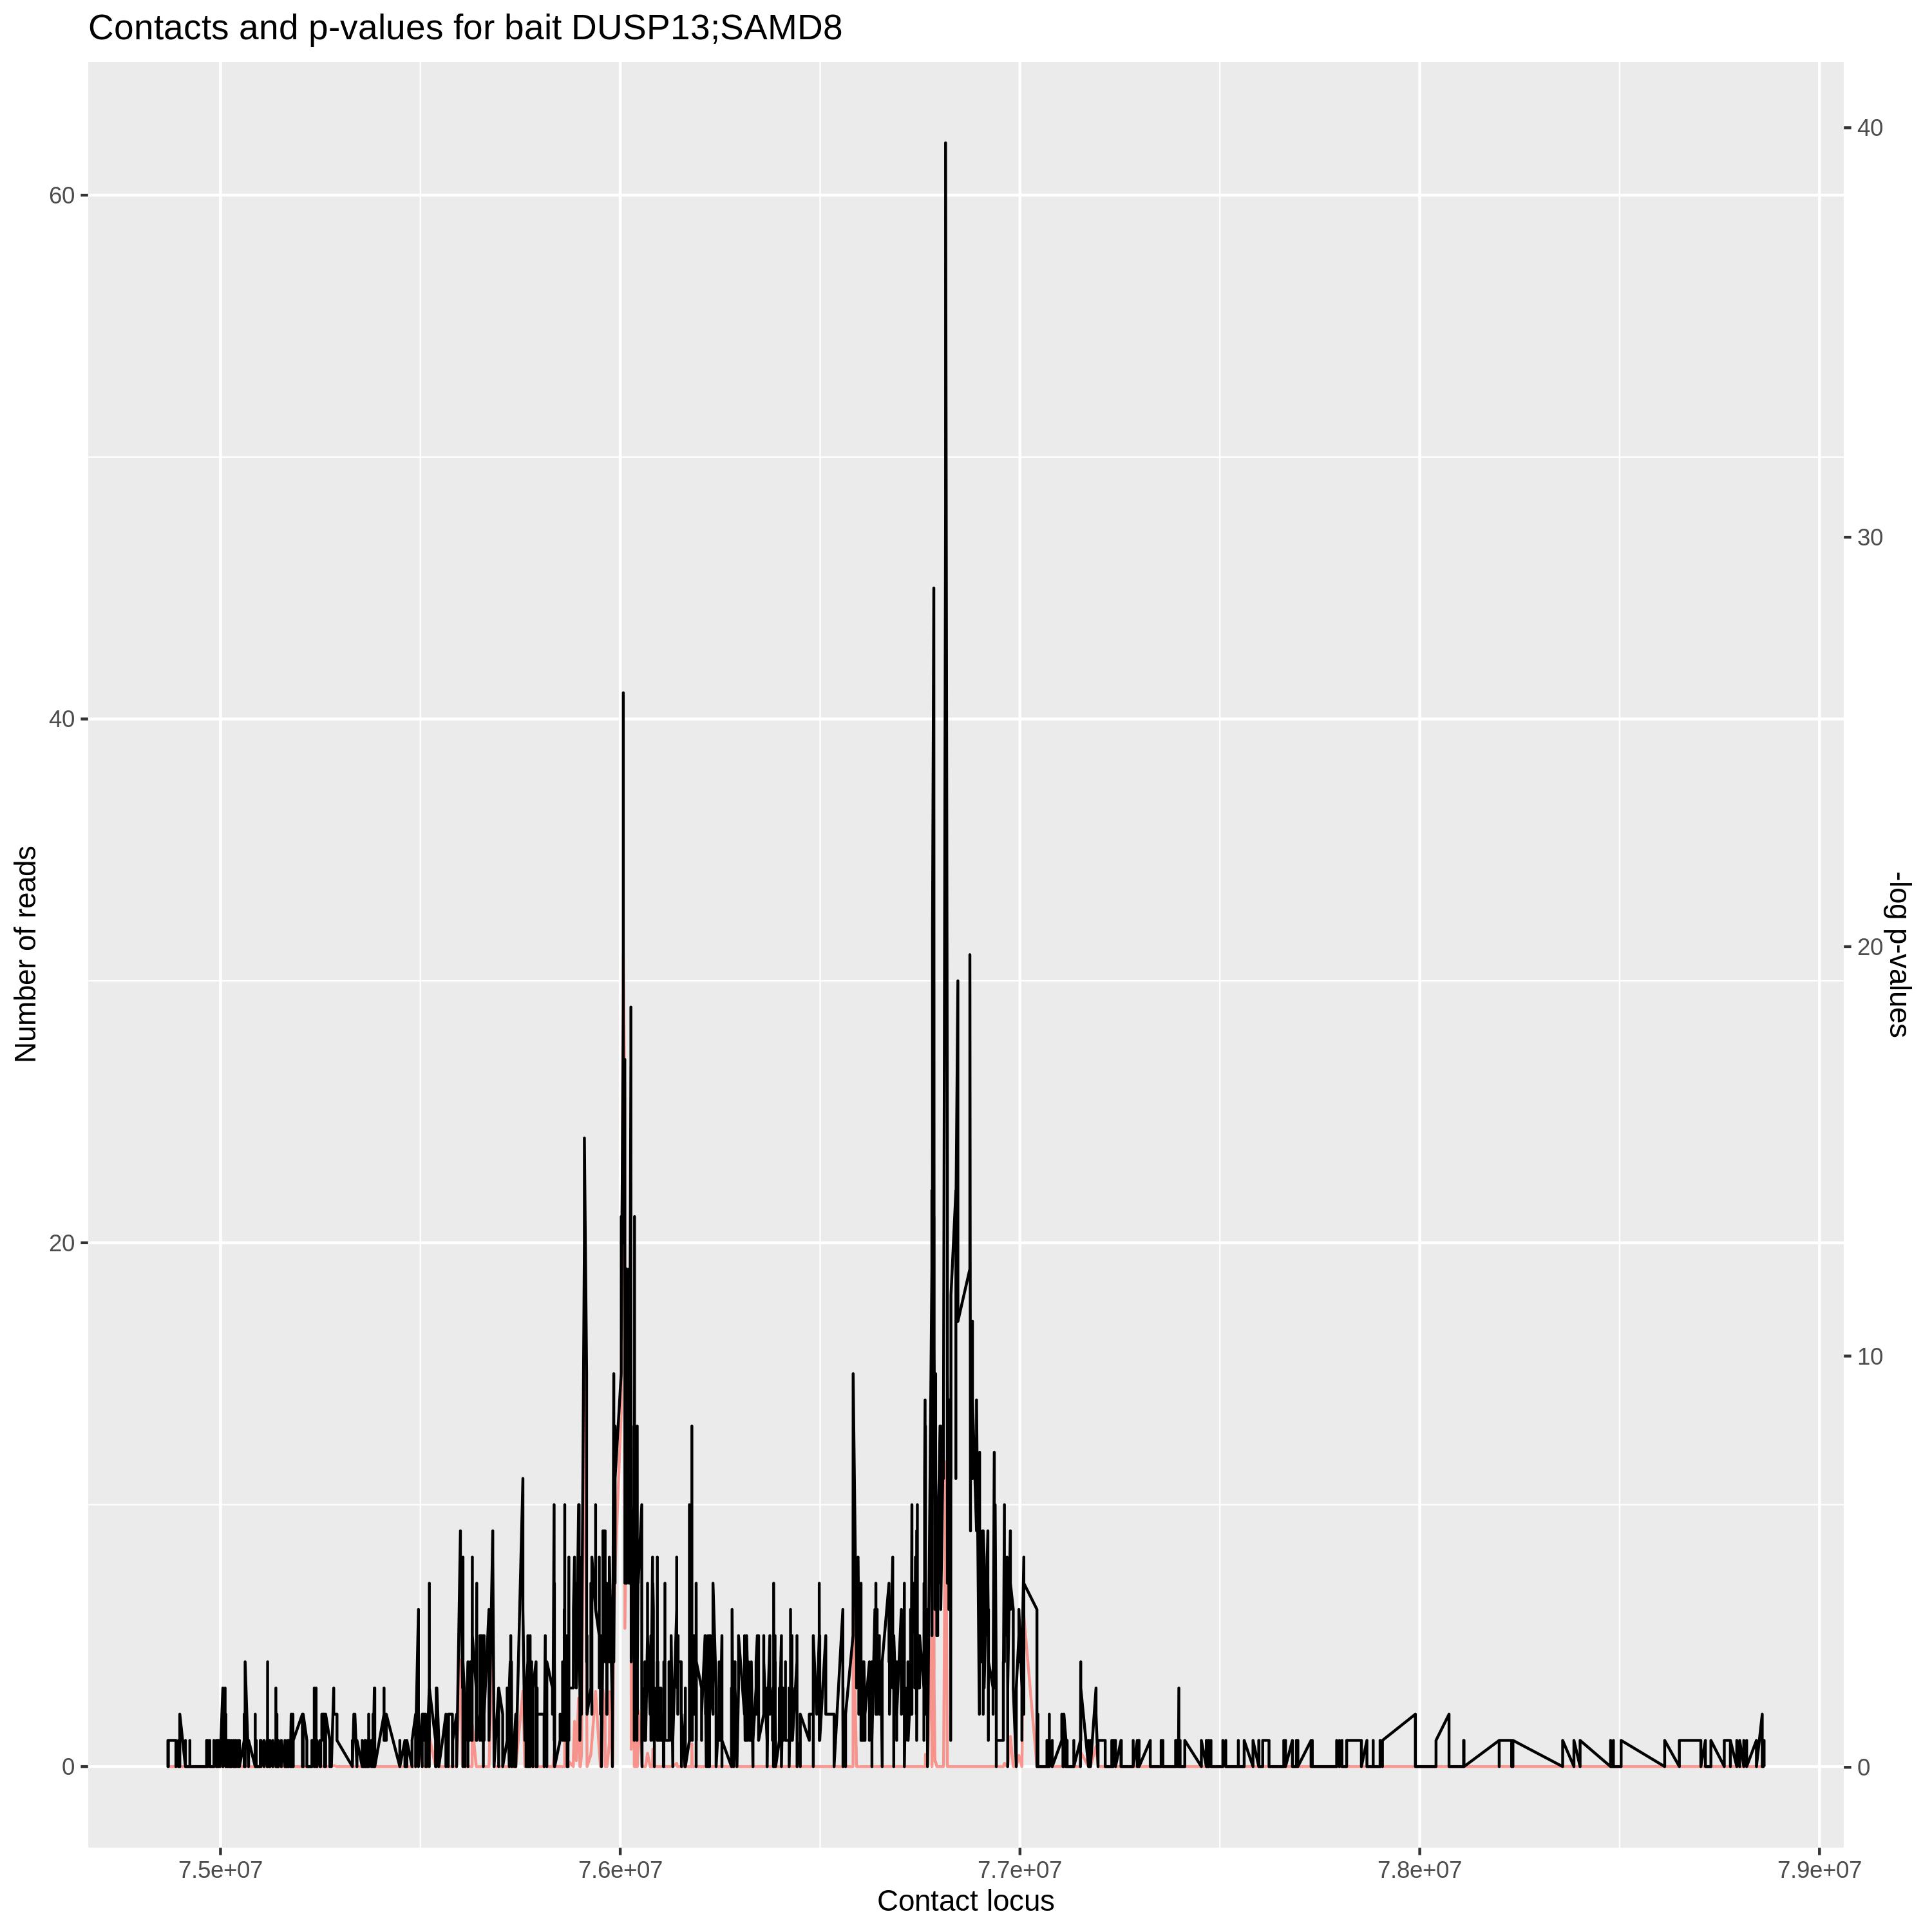 Contacts and p-values for bait DUSP13;SAMD8
60
40
20
0
Number of reads
40
30
20
10
0
-log p-values
7.5e+07 7.6e+07 7.7e+07 7.8e+07 7.9e+07
Contact locus